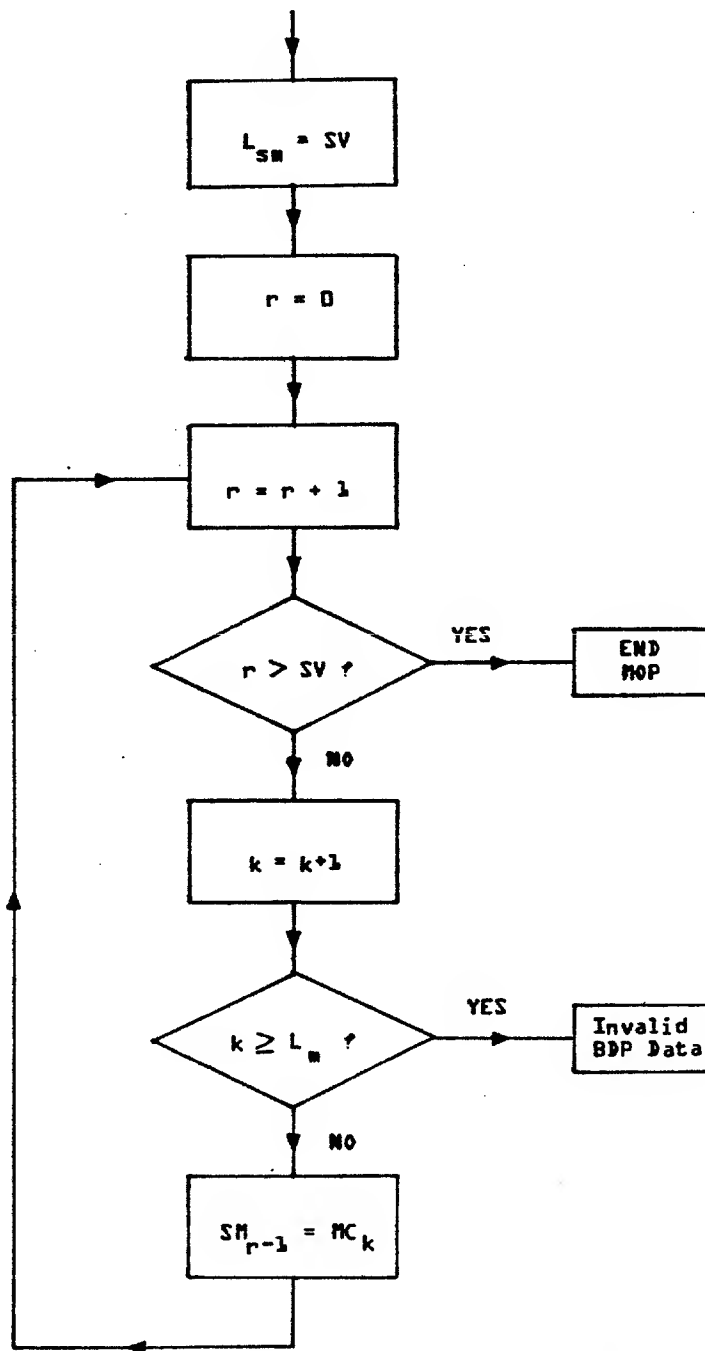 L_sm = SV
r = 0
r = r + 1
r > SV ?
YES
END
MOP
NO
k = k+1
k ≥ L_m ?
YES
Invalid
BDP Data
NO
SM_r-1 = MC_k